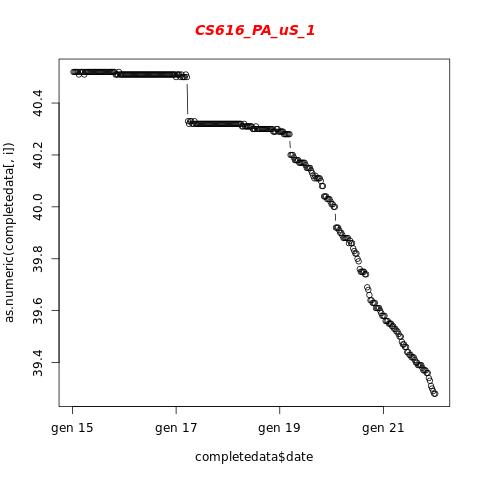 CS616_PA_uS_1
as.numeric(completedata[, i])
40.4
40.2
40.0
39.8
39.6
39.4
gen 15
gen 17
gen 19
gen 21
completedata$date